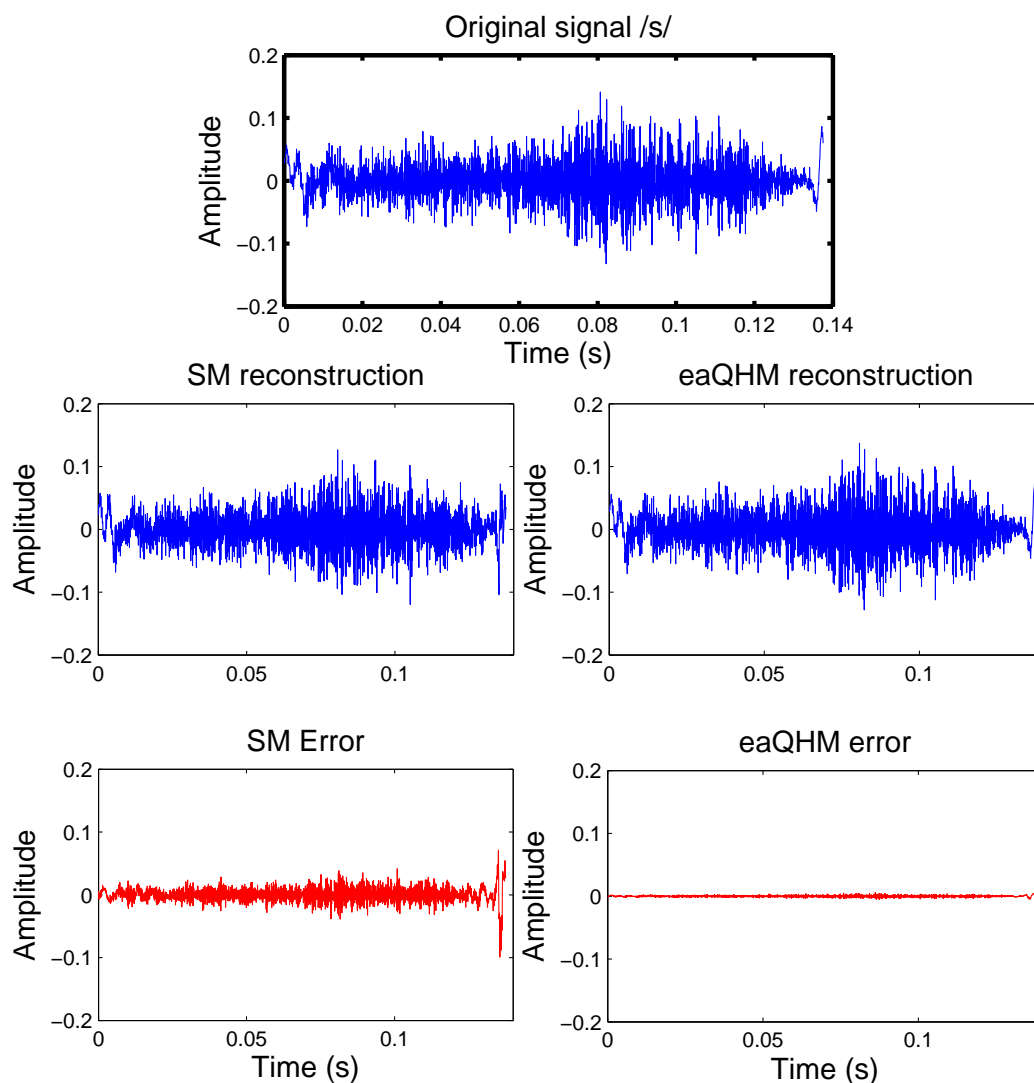 Original signal /s/
0.2
0.1
0
−0.1
−0.2
Amplitude
0 0.02 0.04 0.06 0.08 0.1 0.12 0.14
Time (s)
SM reconstruction
0.2
0.1
0
−0.1
−0.2
Amplitude
0 0.05 0.1
eaQHM reconstruction
0.2
0.1
0
−0.1
−0.2
Amplitude
0 0.05 0.1
SM Error
0.2
0.1
0
−0.1
−0.2
Amplitude
0 0.05 0.1
Time (s)
eaQHM error
0.2
0.1
0
−0.1
−0.2
Amplitude
0 0.05 0.1
Time (s)